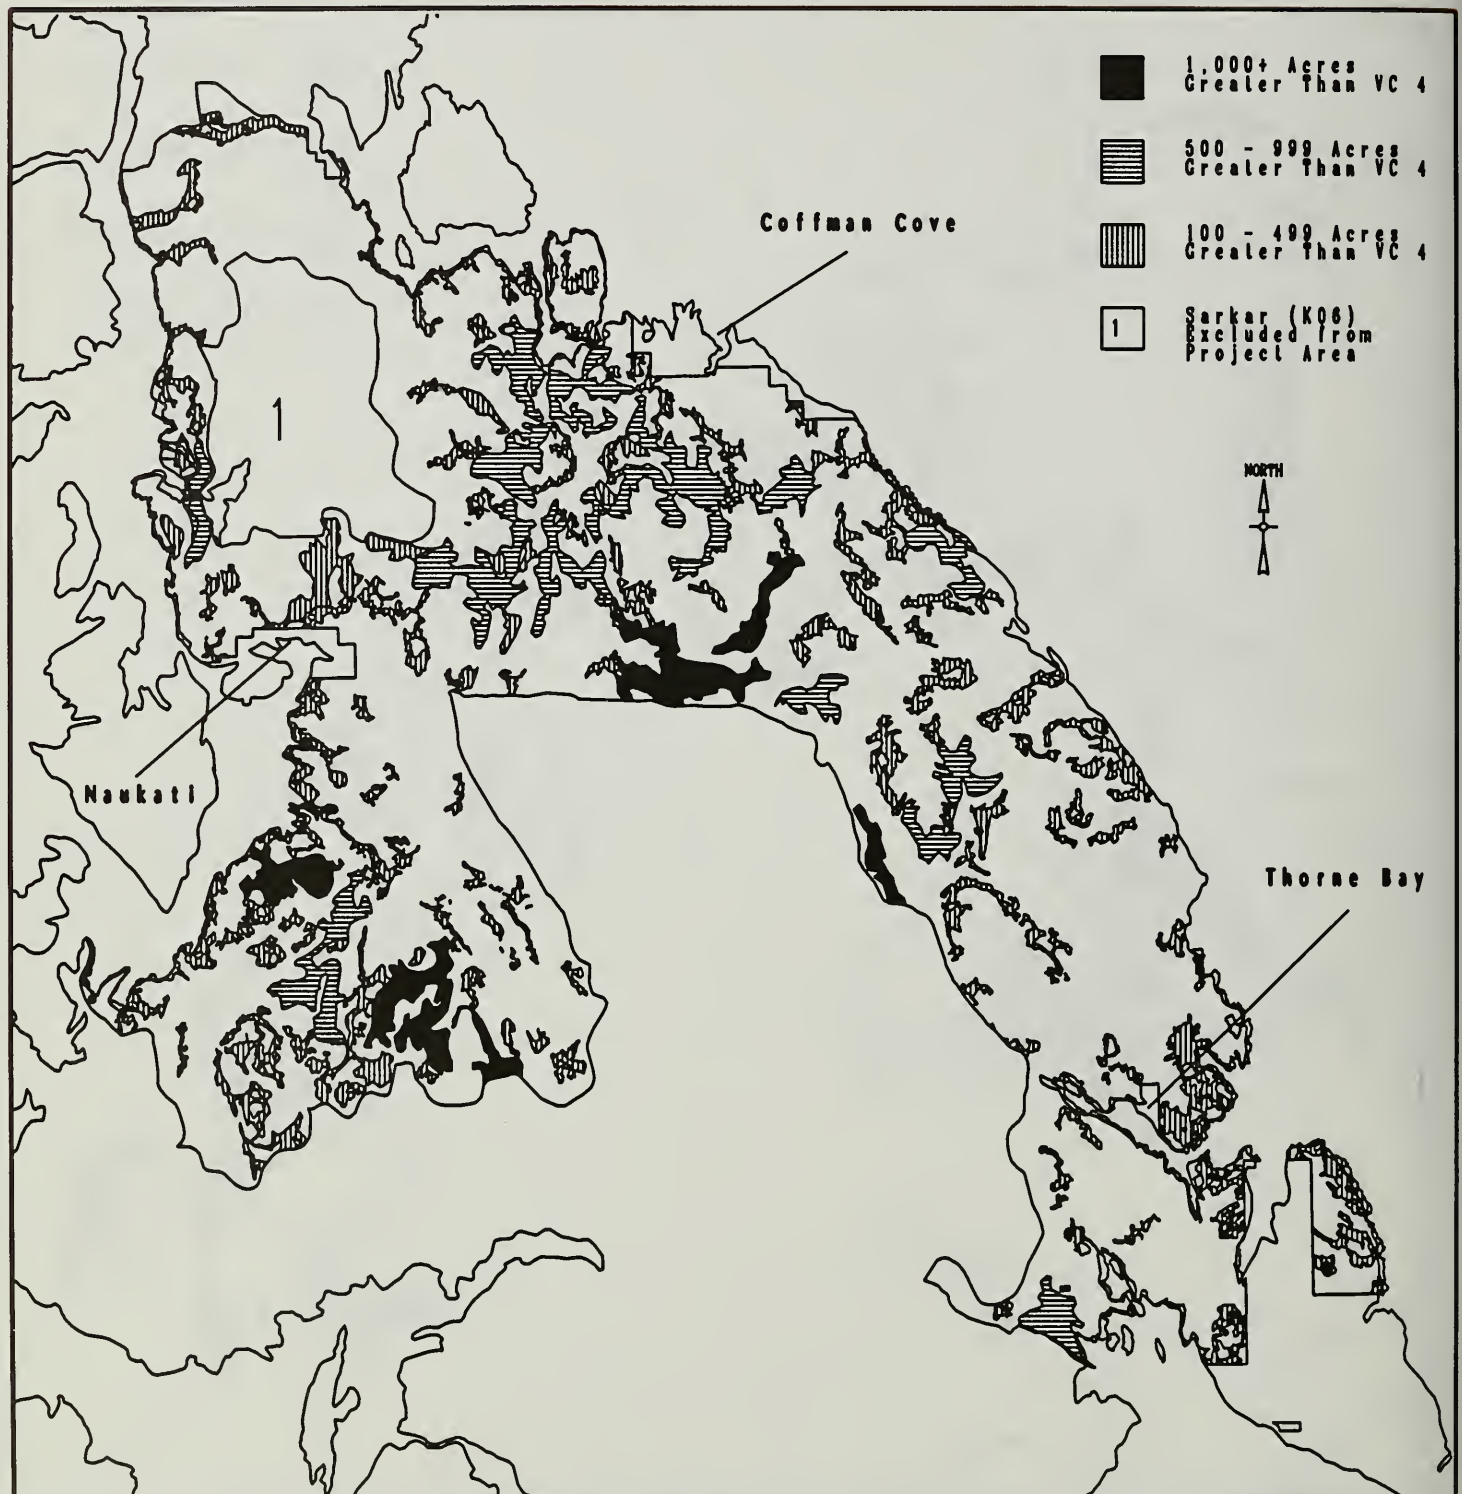 1,000+ Acres
Greater Than VC 4
500 - 999 Acres
Greater Than VC 4
Coffman Cove
100 - 499 Acres
Greater Than VC 4
1
Sarkar (K06)
Excluded from
Project Area
1
NORTH
Naukati
Thorne Bay